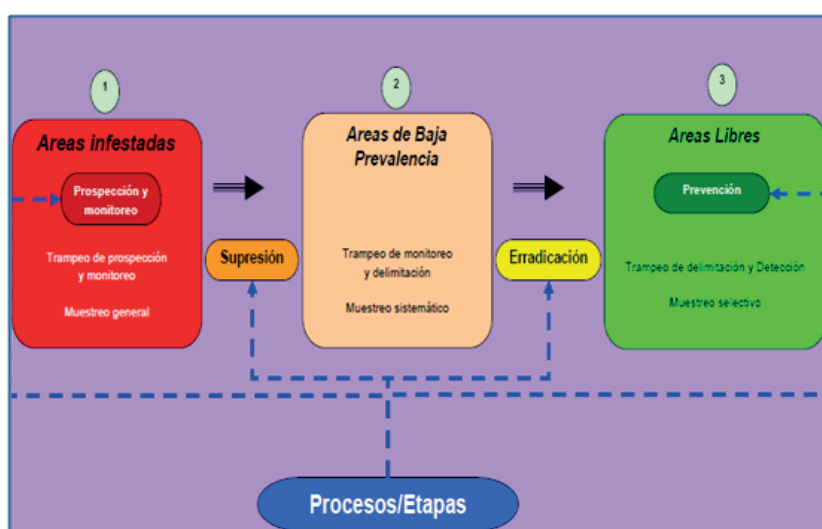 1
Areas infestadas
Prospección y
monitoreo
Trampeo de prospección
y monitoreo
Muestreo general
Supresión
2
Areas de Baja
Prevalencia
Trampeo de monitoreo
y delimitación
Muestreo sistemático
Erradicación
3
Areas Libres
Prevención
Trampeo de delimitación y Detección
Muestreo selectivo
Procesos/Etapas